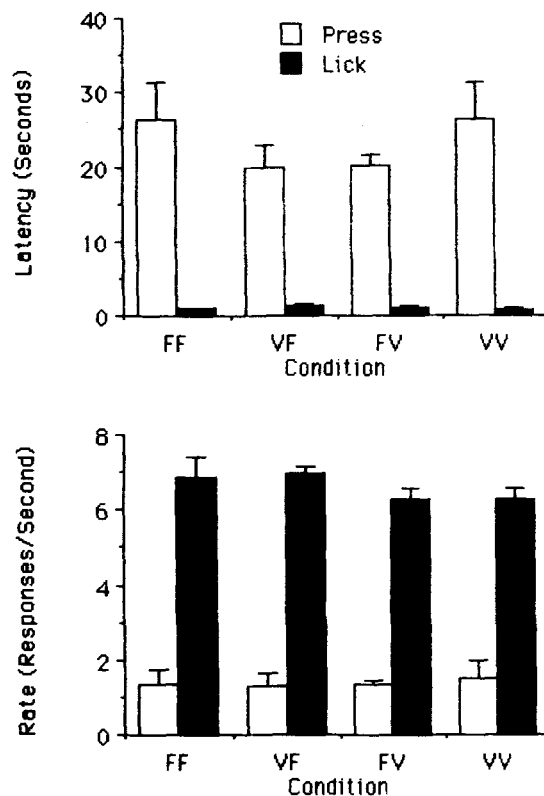 Press
Lick
Latency (Seconds)
40
30
20
10
0
FF VF FV VV
Condition
Rate (Responses/Second)
8
6
4
2
0
FF VF FV VV
Condition